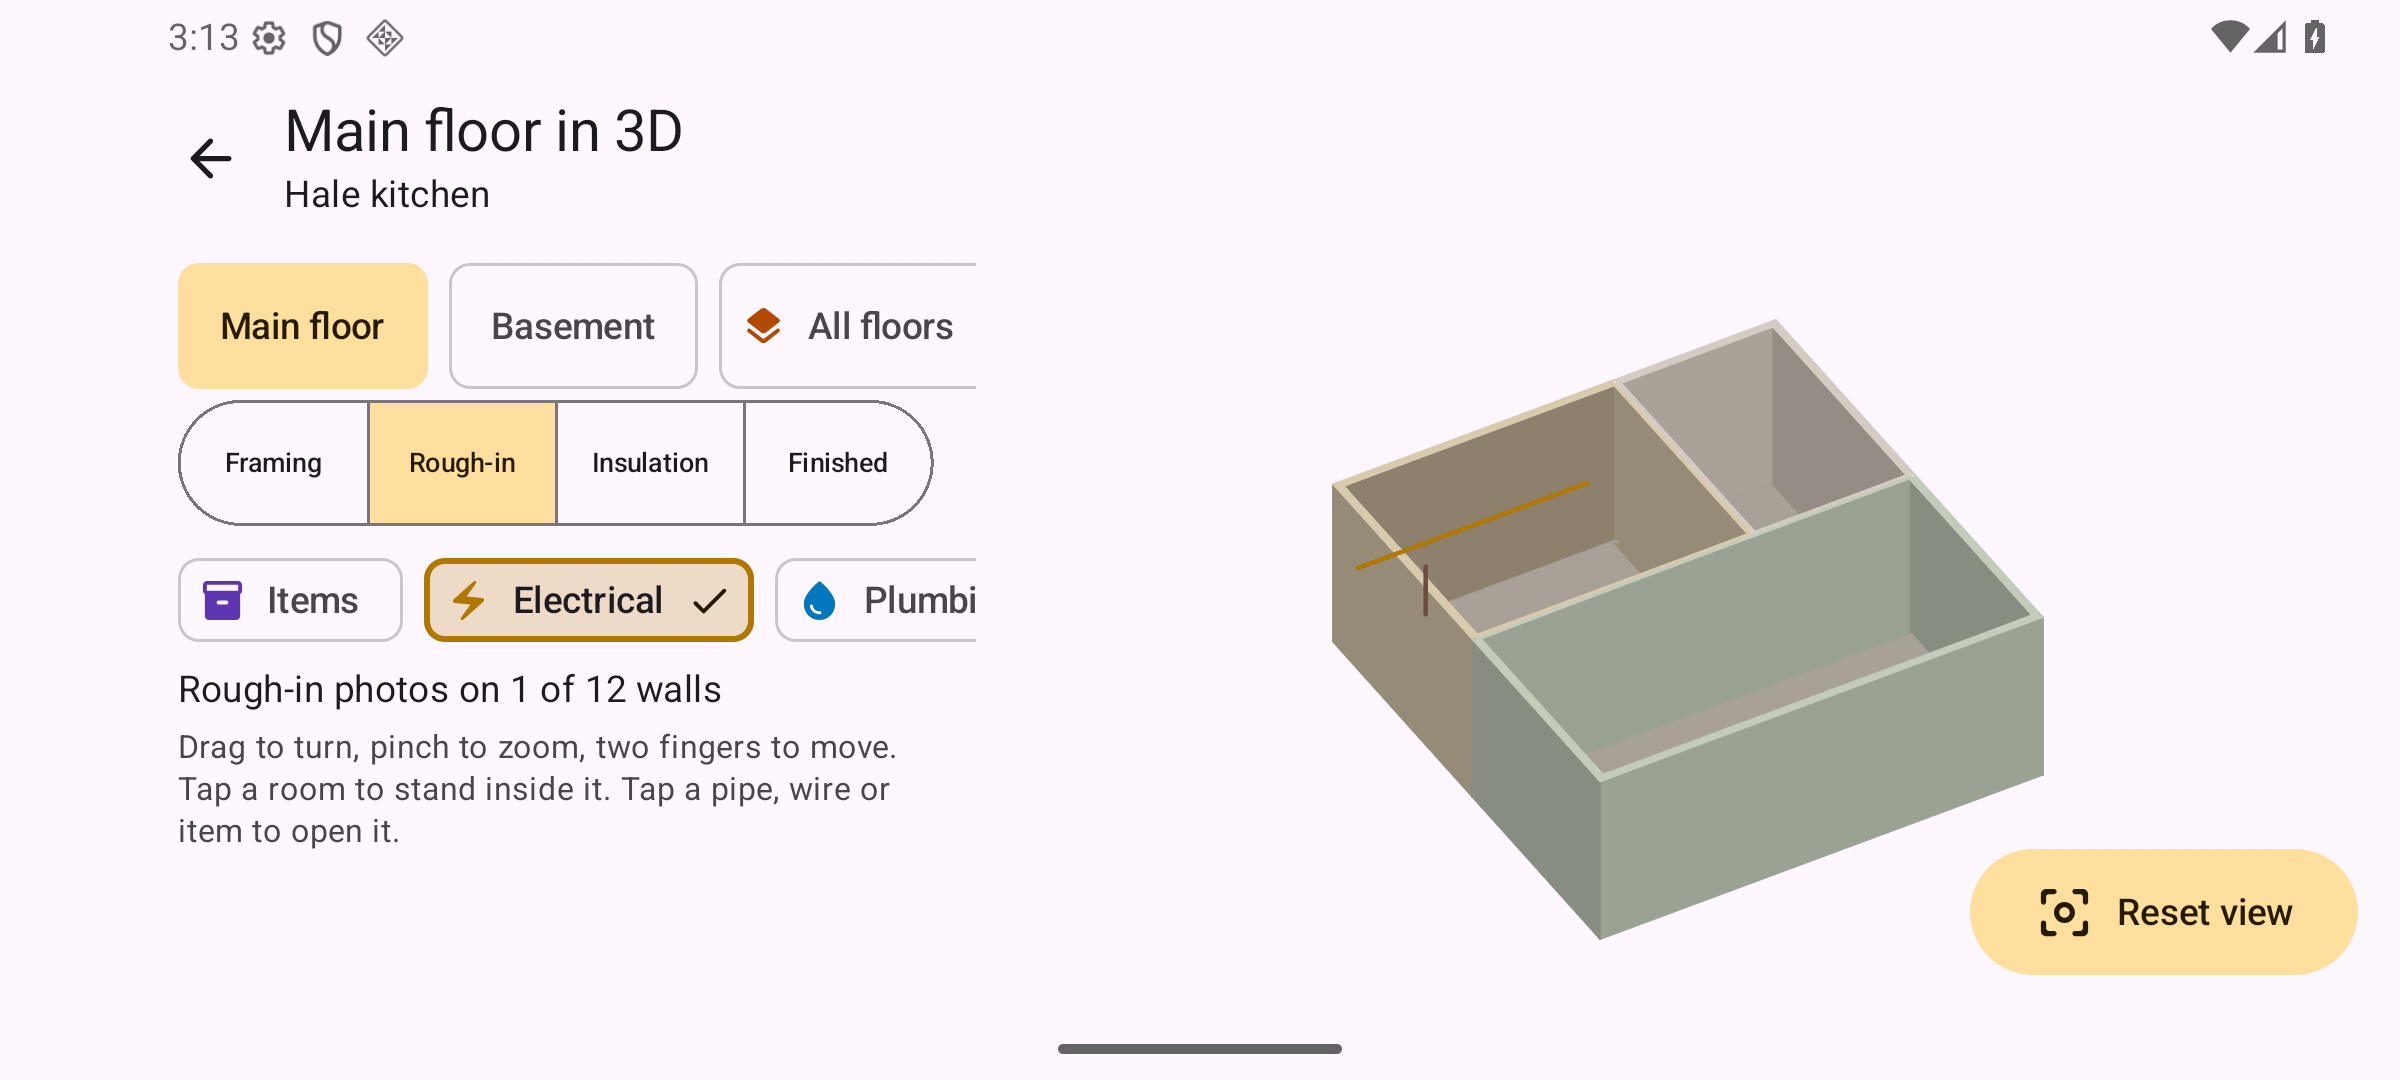 3:13
Main floor in 3D
Hale kitchen
Main floor Basement All floors
Framing Rough-in Insulation Finished
Items Electrical Plumbi
Rough-in photos on 1 of 12 walls
Drag to turn, pinch to zoom, two fingers to move.
Tap a room to stand inside it. Tap a pipe, wire or
item to open it.
Reset view